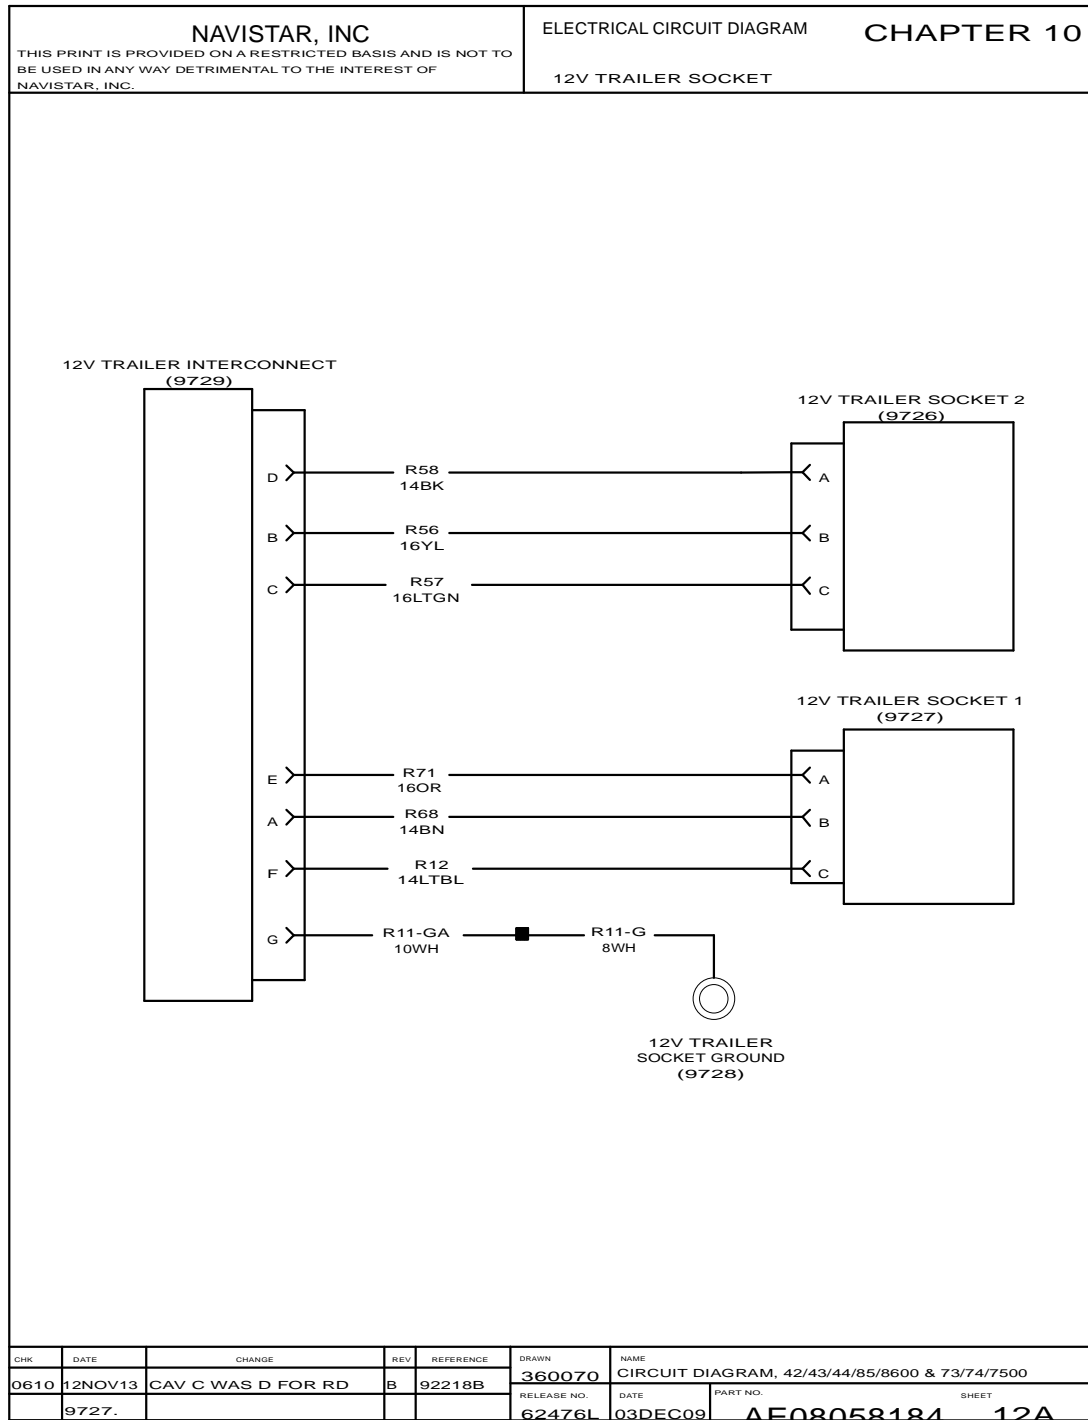 NAVISTAR, INC
THIS PRINT IS PROVIDED ON A RESTRICTED BASIS AND IS NOT TO
BE USED IN ANY WAY DETRIMENTAL TO THE INTEREST OF
NAVISTAR, INC.
ELECTRICAL CIRCUIT DIAGRAM
CHAPTER 10
12V TRAILER SOCKET
12V TRAILER INTERCONNECT
(9729)
12V TRAILER SOCKET 2
(9726)
D
R58
14BK
A
B
R56
16YL
B
C
R57
16LTGN
C
12V TRAILER SOCKET 1
(9727)
E
R71
16OR
A
A
R68
14BN
B
F
R12
14LTBL
C
G
R11-GA
10WH
R11-G
8WH
12V TRAILER
SOCKET GROUND
(9728)
CHK DATE CHANGE REV REFERENCE
0610 12NOV13 CAV C WAS D FOR RD B 92218B
9727.
DRAWN
360070
NAME
CIRCUIT DIAGRAM, 42/43/44/85/8600 & 73/74/7500
RELEASE NO.
62476L
DATE
03DEC09
PART NO.
AE08058184
SHEET
12A